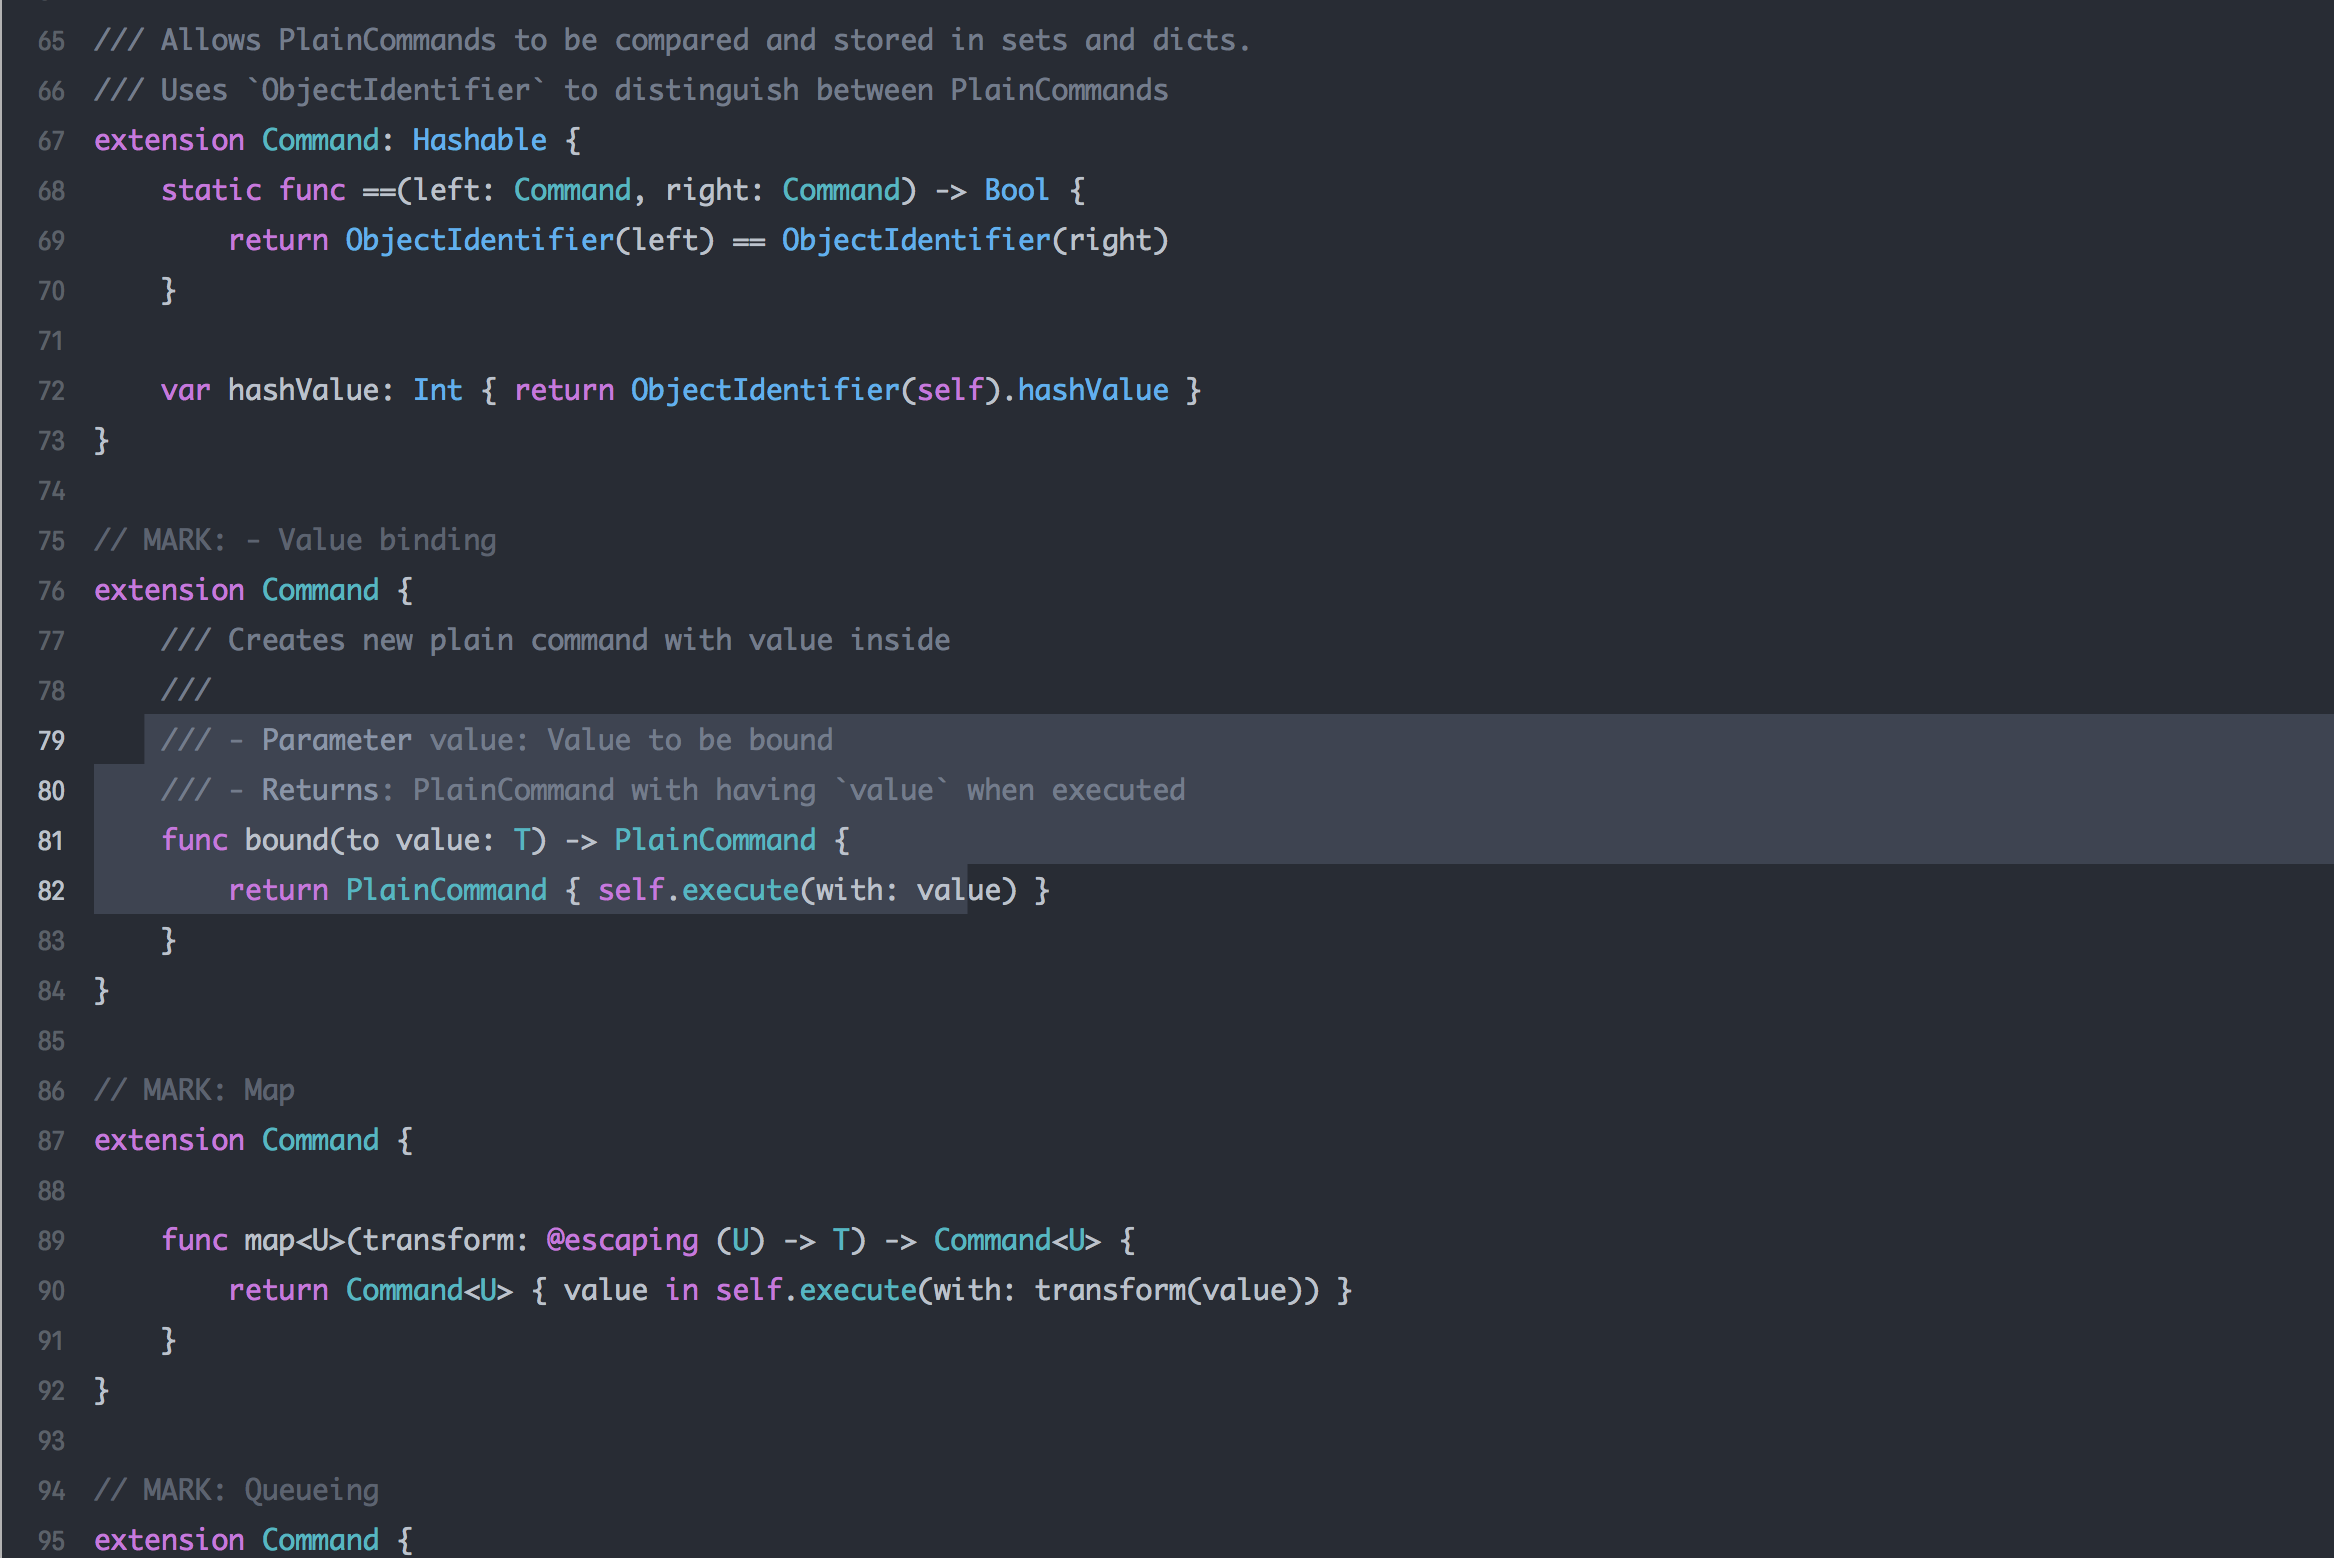 65 /// Allows PlainCommands to be compared and stored in sets and dicts.
66 /// Uses `ObjectIdentifier` to distinguish between PlainCommands
67 extension Command: Hashable {
68     static func ==(left: Command, right: Command) -> Bool {
69         return ObjectIdentifier(left) == ObjectIdentifier(right)
70     }
71
72     var hashValue: Int { return ObjectIdentifier(self).hashValue }
73 }
74
75 // MARK: - Value binding
76 extension Command {
77     /// Creates new plain command with value inside
78     ///
79     /// - Parameter value: Value to be bound
80     /// - Returns: PlainCommand with having `value` when executed
81     func bound(to value: T) -> PlainCommand {
82         return PlainCommand { self.execute(with: value) }
83     }
84 }
85
86 // MARK: Map
87 extension Command {
88
89     func map<U>(transform: @escaping (U) -> T) -> Command<U> {
90         return Command<U> { value in self.execute(with: transform(value)) }
91     }
92 }
93
94 // MARK: Queueing
95 extension Command {